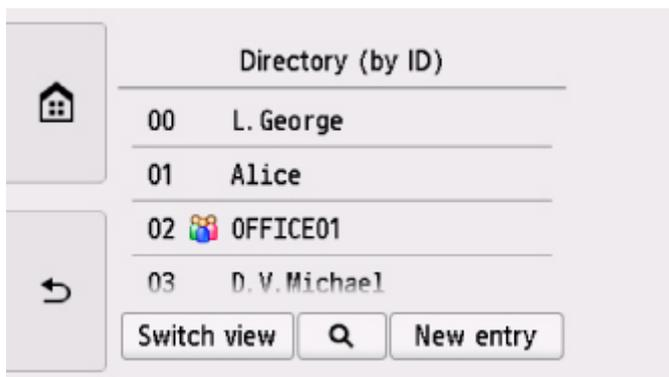 Directory (by ID)
00 L.George
01 Alice
02 OFFICE01
03 D.V.Michael
Switch view New entry